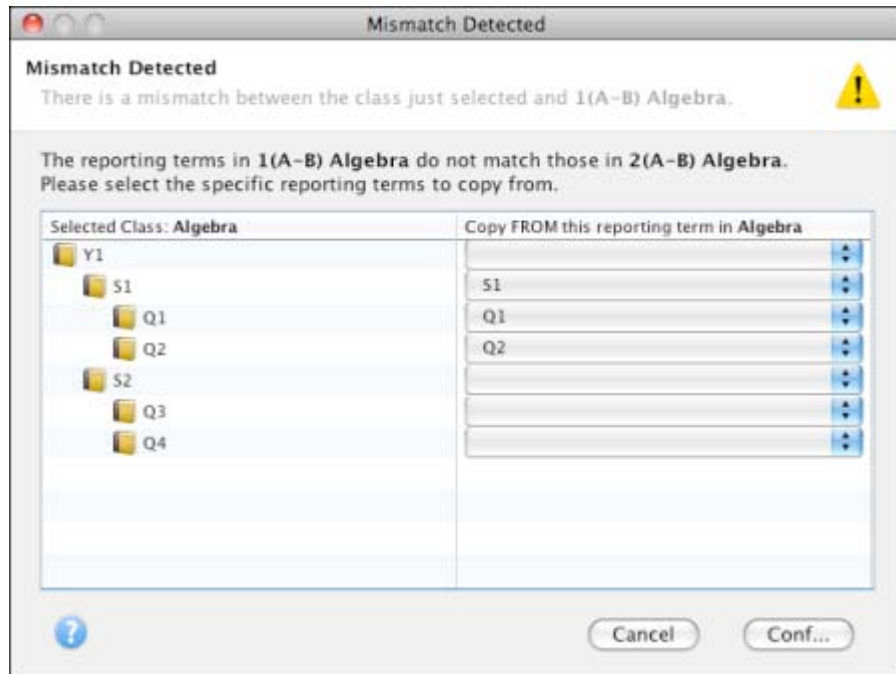 Mismatch Detected
Mismatch Detected
There is a mismatch between the class just selected and 1(A-B) Algebra.
The reporting terms in 1(A-B) Algebra do not match those in 2(A-B) Algebra.
Please select the specific reporting terms to copy from.
Selected Class: Algebra Copy FROM this reporting term in Algebra
Y1
S1 S1
Q1 Q1
Q2 Q2
S2
Q3
Q4
? Cancel Conf...